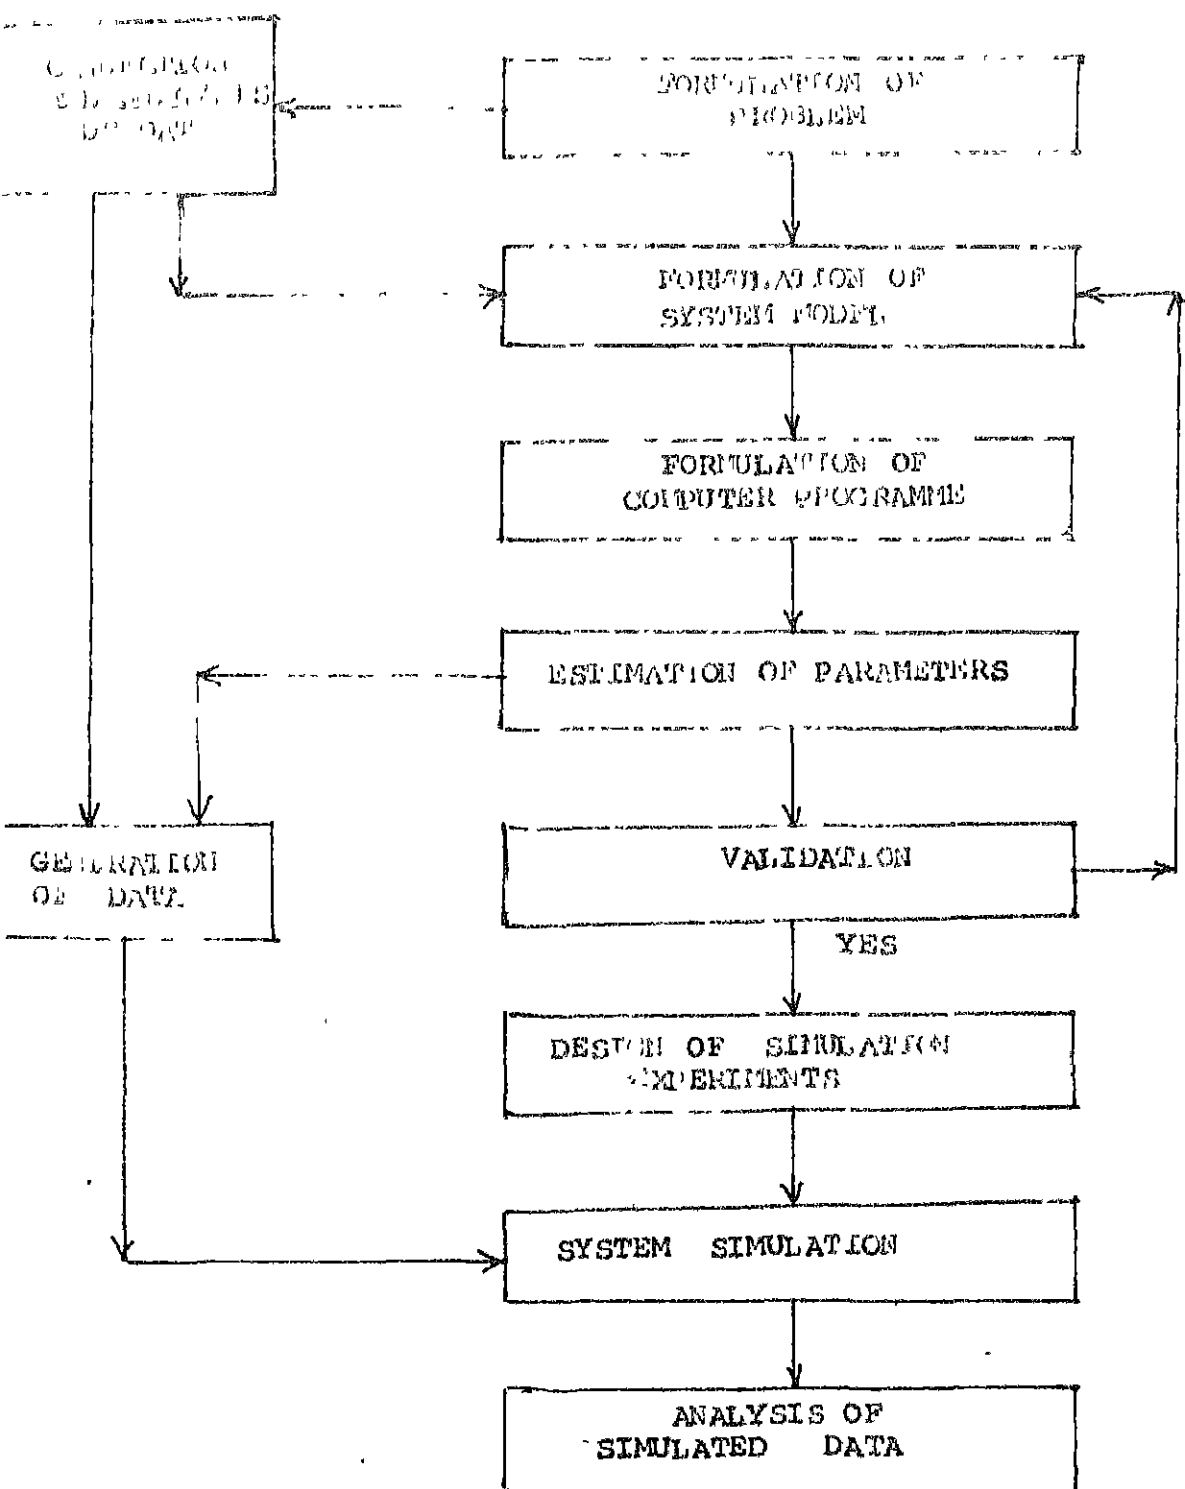 FORMULATION OF
PROBLEM
FORMULATION OF
SYSTEM MODEL
FORMULATION OF
COMPUTER PROGRAMME
ESTIMATION OF PARAMETERS
GENERATION
OF DATA
VALIDATION
YES
DESIGN OF SIMULATION
EXPERIMENTS
SYSTEM SIMULATION
ANALYSIS OF
SIMULATED DATA